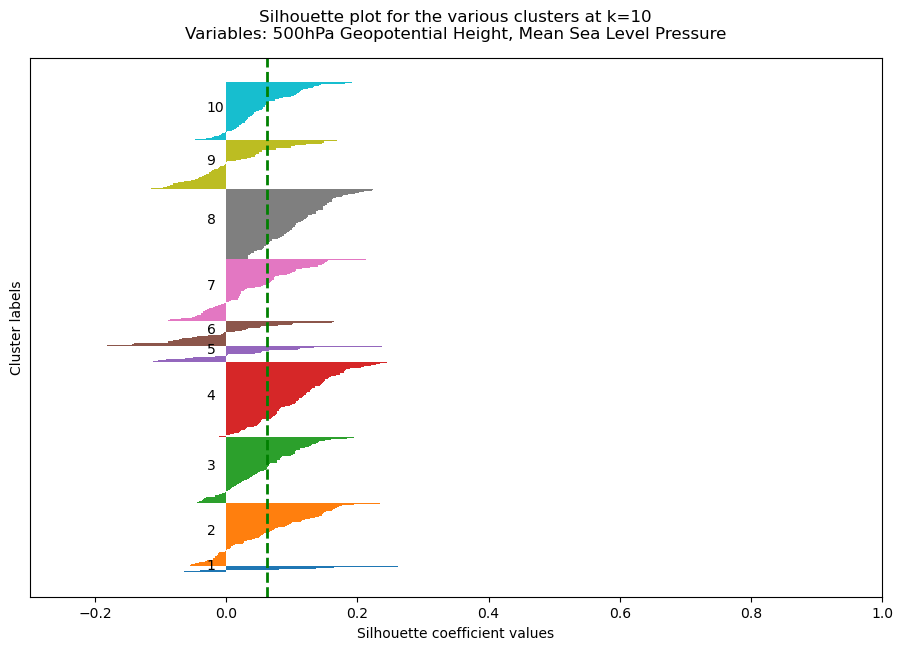 Silhouette plot for the various clusters at k=10
Variables: 500hPa Geopotential Height, Mean Sea Level Pressure
10
9
8
7
6
5
4
3
2
1
Cluster labels
−0.2 0.0 0.2 0.4 0.6 0.8 1.0
Silhouette coefficient values